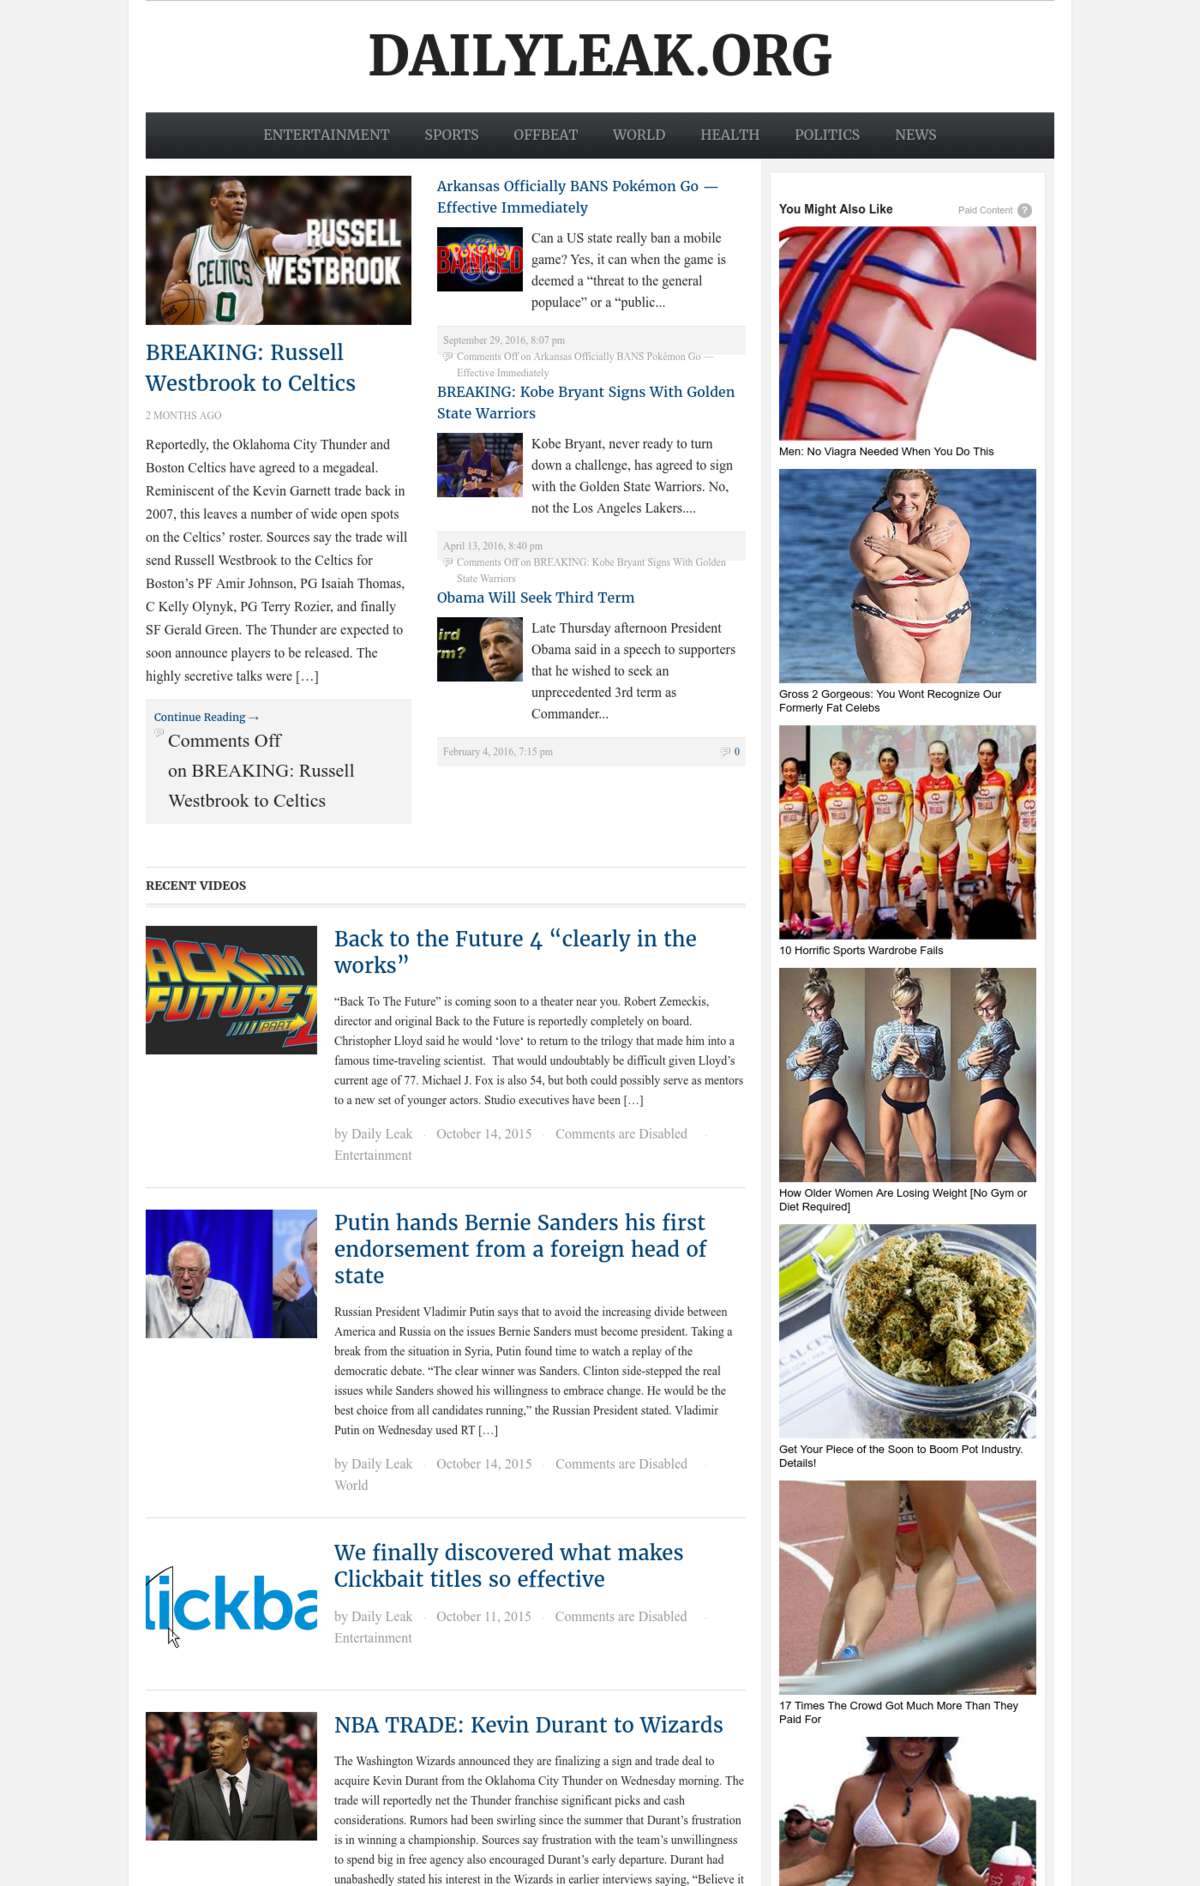 DAILYLEAK.ORG
ENTERTAINMENT
SPORTS
OFFBEAT
WORLD
HEALTH
POLITICS
NEWS
RUSSELL
WESTBROOK
CELTICS
0
BREAKING: Russell
Westbrook to Celtics
2 MONTHS AGO
Reportedly, the Oklahoma City Thunder and
Boston Celtics have agreed to a megadeal.
Reminiscent of the Kevin Garnett trade back in
2007, this leaves a number of wide open spots
on the Celtics’ roster. Sources say the trade will
send Russell Westbrook to the Celtics for
Boston’s PF Amir Johnson, PG Isaiah Thomas,
C Kelly Olynyk, PG Terry Rozier, and finally
SF Gerald Green. The Thunder are expected to
soon announce players to be released. The
highly secretive talks were […]
Continue Reading →
Comments Off
on BREAKING: Russell
Westbrook to Celtics
Arkansas Officially BANS Pokémon Go —
Effective Immediately
POKéMON
BANNED
GO
Can a US state really ban a mobile
game? Yes, it can when the game is
deemed a “threat to the general
populace” or a “public...
September 29, 2016, 8:07 pm
Comments Off on Arkansas Officially BANS Pokémon Go —
Effective Immediately
BREAKING: Kobe Bryant Signs With Golden
State Warriors
Kobe Bryant, never ready to turn
down a challenge, has agreed to sign
with the Golden State Warriors. No,
not the Los Angeles Lakers....
April 13, 2016, 8:40 pm
Comments Off on BREAKING: Kobe Bryant Signs With Golden
State Warriors
Obama Will Seek Third Term
ird
rm?
Late Thursday afternoon President
Obama said in a speech to supporters
that he wished to seek an
unprecedented 3rd term as
Commander...
February 4, 2016, 7:15 pm
0
RECENT VIDEOS
ACK
FUTURE
PART
Back to the Future 4 “clearly in the
works”
“Back To The Future” is coming soon to a theater near you. Robert Zemeckis,
director and original Back to the Future is reportedly completely on board.
Christopher Lloyd said he would ‘love‘ to return to the trilogy that made him into a
famous time-traveling scientist.  That would undoubtably be difficult given Lloyd’s
current age of 77. Michael J. Fox is also 54, but both could possibly serve as mentors
to a new set of younger actors. Studio executives have been […]
by Daily Leak · October 14, 2015 · Comments are Disabled ·
Entertainment
Putin hands Bernie Sanders his first
endorsement from a foreign head of
state
Russian President Vladimir Putin says that to avoid the increasing divide between
America and Russia on the issues Bernie Sanders must become president. Taking a
break from the situation in Syria, Putin found time to watch a replay of the
democratic debate. “The clear winner was Sanders. Clinton side-stepped the real
issues while Sanders showed his willingness to embrace change. He would be the
best choice from all candidates running,” the Russian President stated. Vladimir
Putin on Wednesday used RT […]
by Daily Leak · October 14, 2015 · Comments are Disabled ·
World
lickba
We finally discovered what makes
Clickbait titles so effective
by Daily Leak · October 11, 2015 · Comments are Disabled ·
Entertainment
NBA TRADE: Kevin Durant to Wizards
The Washington Wizards announced they are finalizing a sign and trade deal to
acquire Kevin Durant from the Oklahoma City Thunder on Wednesday morning. The
trade will reportedly net the Thunder franchise significant picks and cash
considerations. Rumors had been swirling since the summer that Durant’s frustration
is in winning a championship. Sources say frustration with the team’s unwillingness
to spend big in free agency also encouraged Durant’s early departure. Durant had
unabashedly stated his interest in the Wizards in earlier interviews saying, “Believe it
You Might Also Like
Paid Content ?
Men: No Viagra Needed When You Do This
Gross 2 Gorgeous: You Wont Recognize Our
Formerly Fat Celebs
10 Horrific Sports Wardrobe Fails
How Older Women Are Losing Weight [No Gym or
Diet Required]
Get Your Piece of the Soon to Boom Pot Industry.
Details!
17 Times The Crowd Got Much More Than They
Paid For